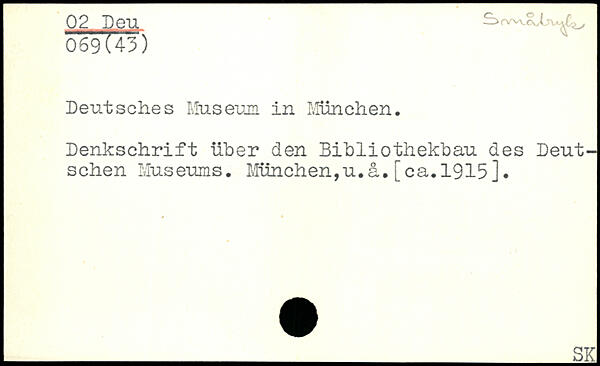 02 Deu
Småtryk
069(43)
Deutsches Museum in München.
Denkschrift über den Bibliothekbau des Deut-
schen Museums. München,u.å.[ca.1915].
SK